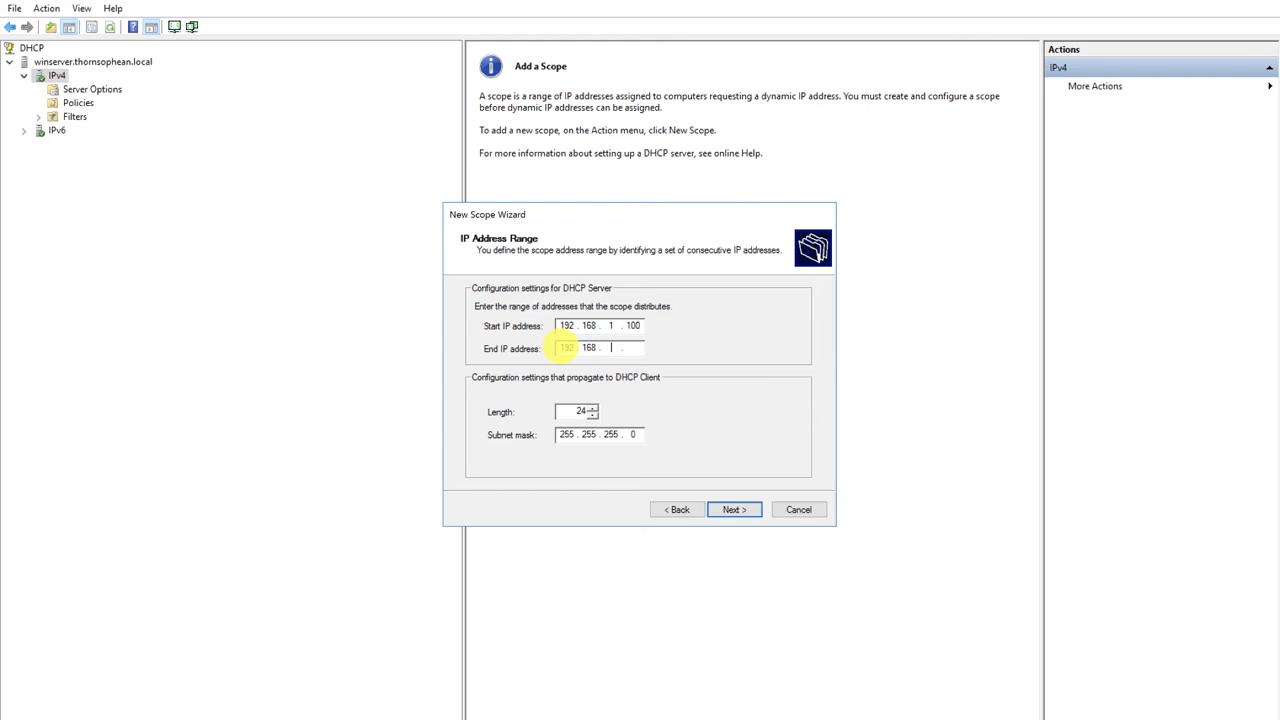 File Action View Help
DHCP
winserver.thornsophean.local
IPv4
Server Options
Policies
Filters
IPv6
Add a Scope
A scope is a range of IP addresses assigned to computers requesting a dynamic IP address. You must create and configure a scope
before dynamic IP addresses can be assigned.
To add a new scope, on the Action menu, click New Scope.
For more information about setting up a DHCP server, see online Help.
New Scope Wizard
IP Address Range
You define the scope address range by identifying a set of consecutive IP addresses.
Configuration settings for DHCP Server
Enter the range of addresses that the scope distributes.
Start IP address: 192 . 168 . 1 . 100
End IP address: 192 . 168 . .
Configuration settings that propagate to DHCP Client
Length: 24
Subnet mask: 255 . 255 . 255 . 0
< Back Next > Cancel
Actions
IPv4
More Actions